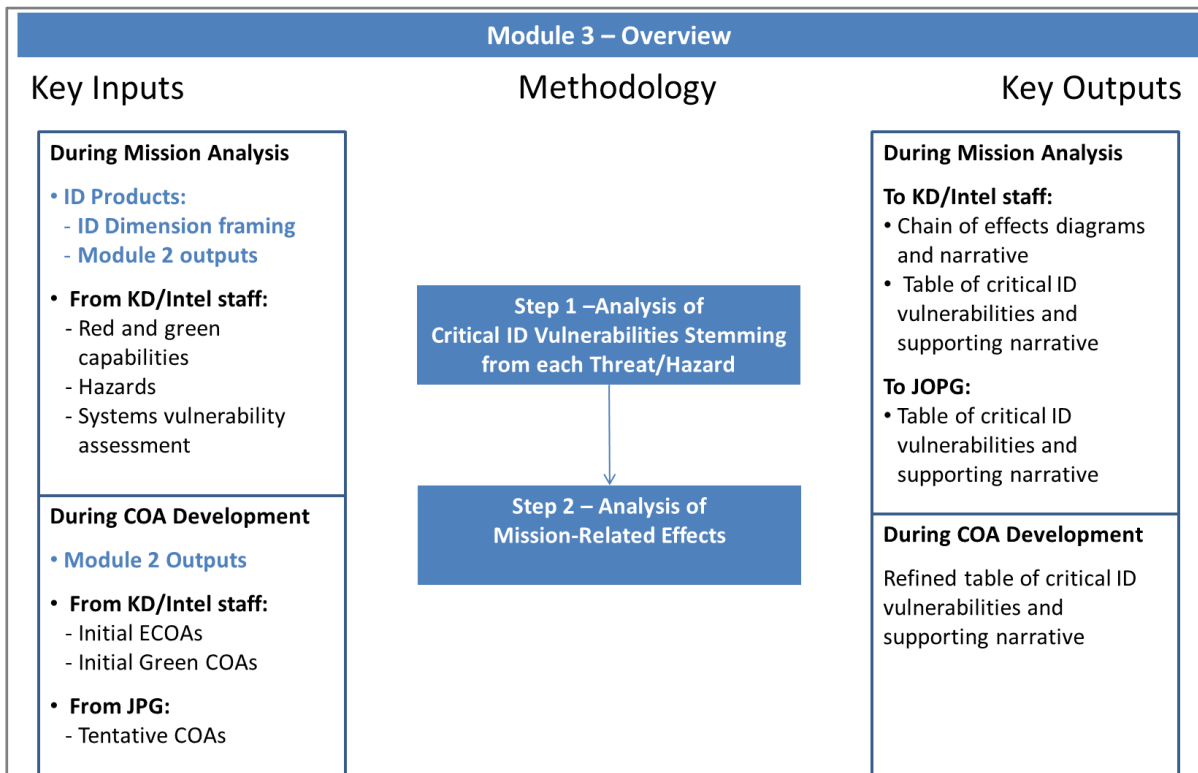 Module 3 – Overview
Key Inputs
Methodology
Key Outputs
During Mission Analysis
• ID Products:
- ID Dimension framing
- Module 2 outputs
• From KD/Intel staff:
- Red and green
capabilities
- Hazards
- Systems vulnerability
assessment
During COA Development
• Module 2 Outputs
• From KD/Intel staff:
- Initial ECOAs
- Initial Green COAs
• From JPG:
- Tentative COAs
Step 1 –Analysis of
Critical ID Vulnerabilities Stemming
from each Threat/Hazard
Step 2 – Analysis of
Mission-Related Effects
During Mission Analysis
To KD/Intel staff:
• Chain of effects diagrams
and narrative
• Table of critical ID
vulnerabilities and
supporting narrative
To JOPG:
• Table of critical ID
vulnerabilities and
supporting narrative
During COA Development
Refined table of critical ID
vulnerabilities and
supporting narrative